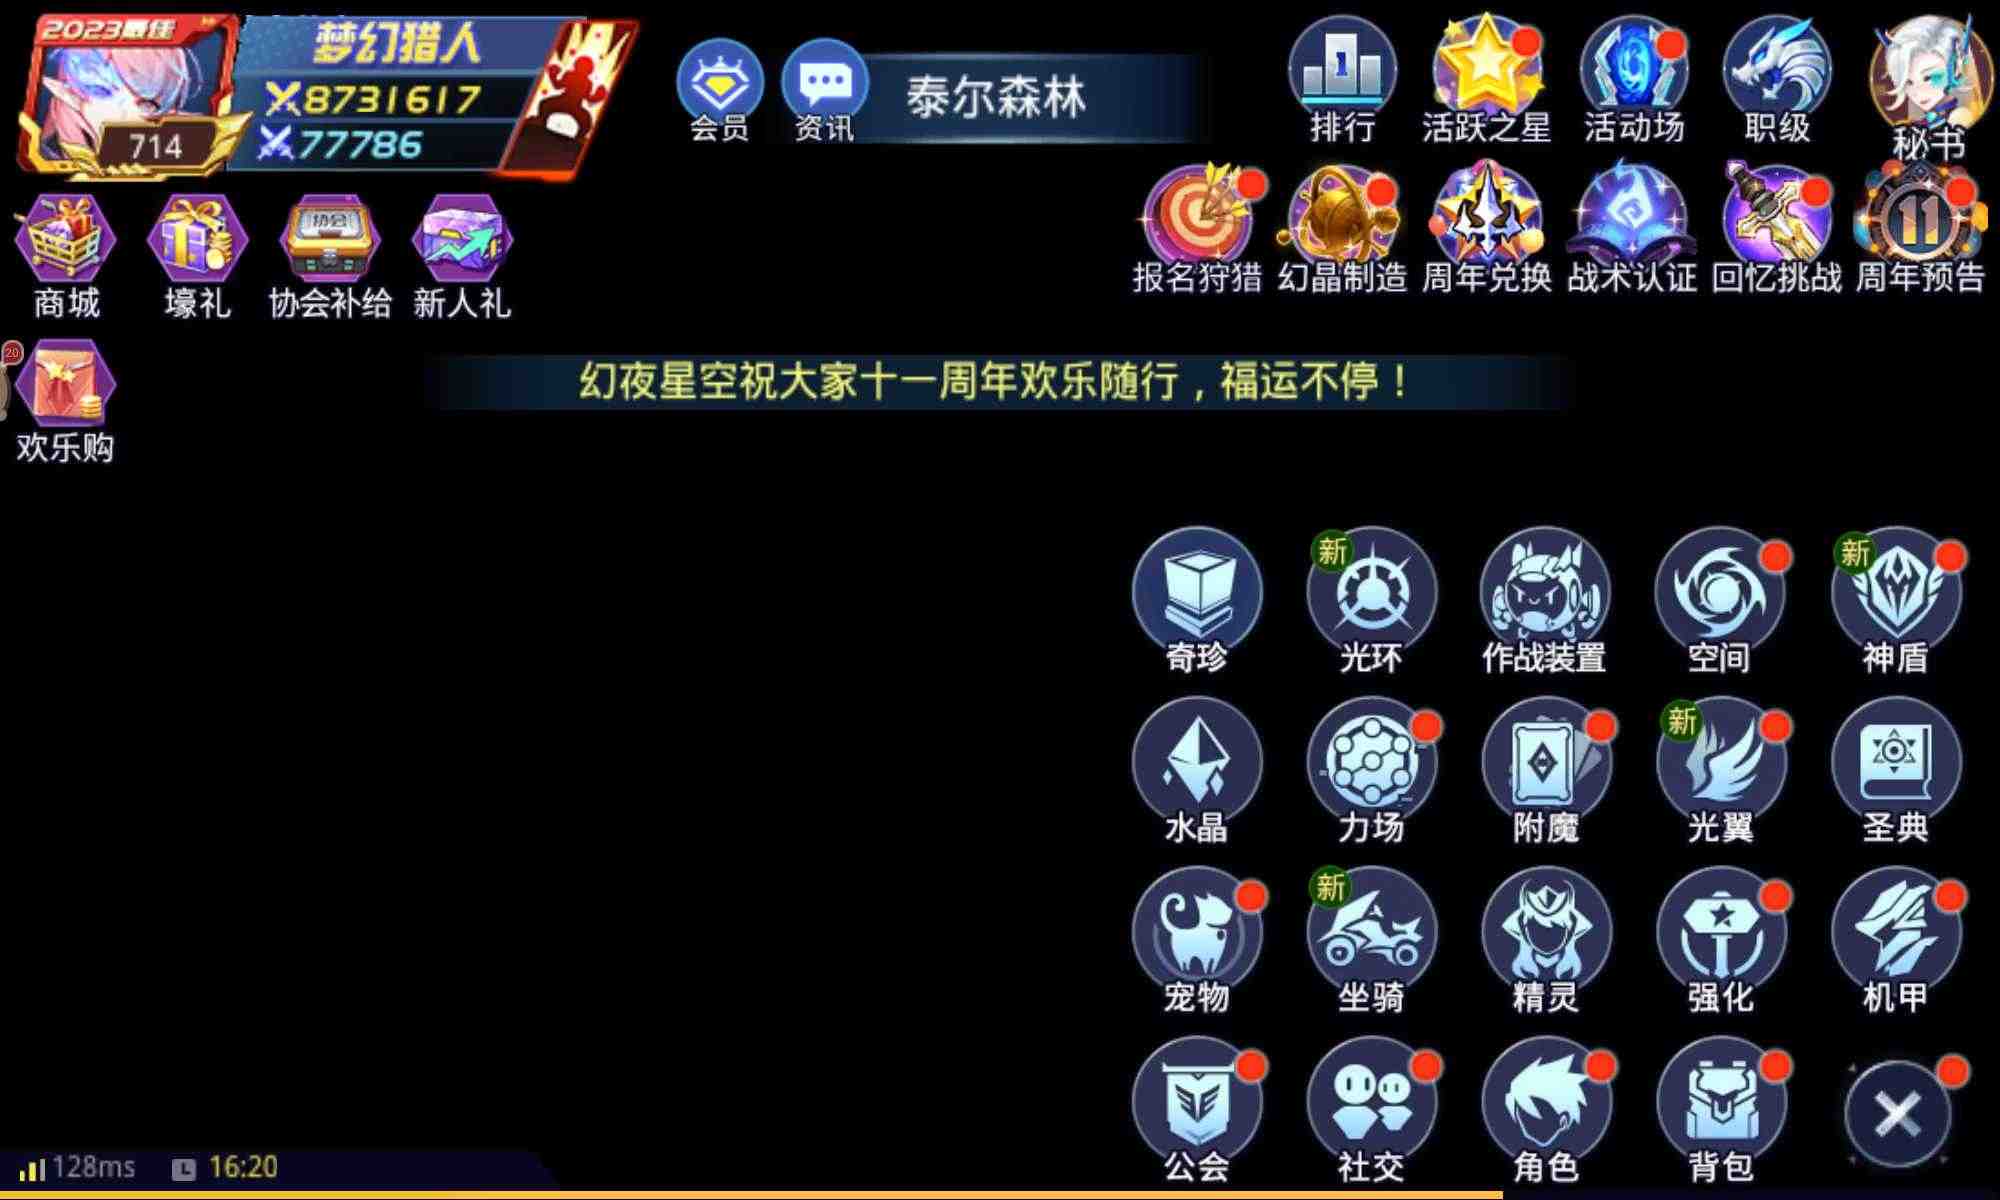 2023最佳
梦幻猎人
8731617
77786
714
会员
资讯
泰尔森林
1
排行
活跃之星
活动场
职级
秘书
11
报名狩猎
幻晶制造
周年兑换
战术认证
回忆挑战
周年预告
协会
商城
壕礼
协会补给
新人礼
20
欢乐购
幻夜星空祝大家十一周年欢乐随行，福运不停！
新
新
奇珍
光环
作战装置
空间
神盾
新
水晶
力场
附魔
光翼
圣典
新
宠物
坐骑
精灵
强化
机甲
公会
社交
角色
背包
128ms
16:20